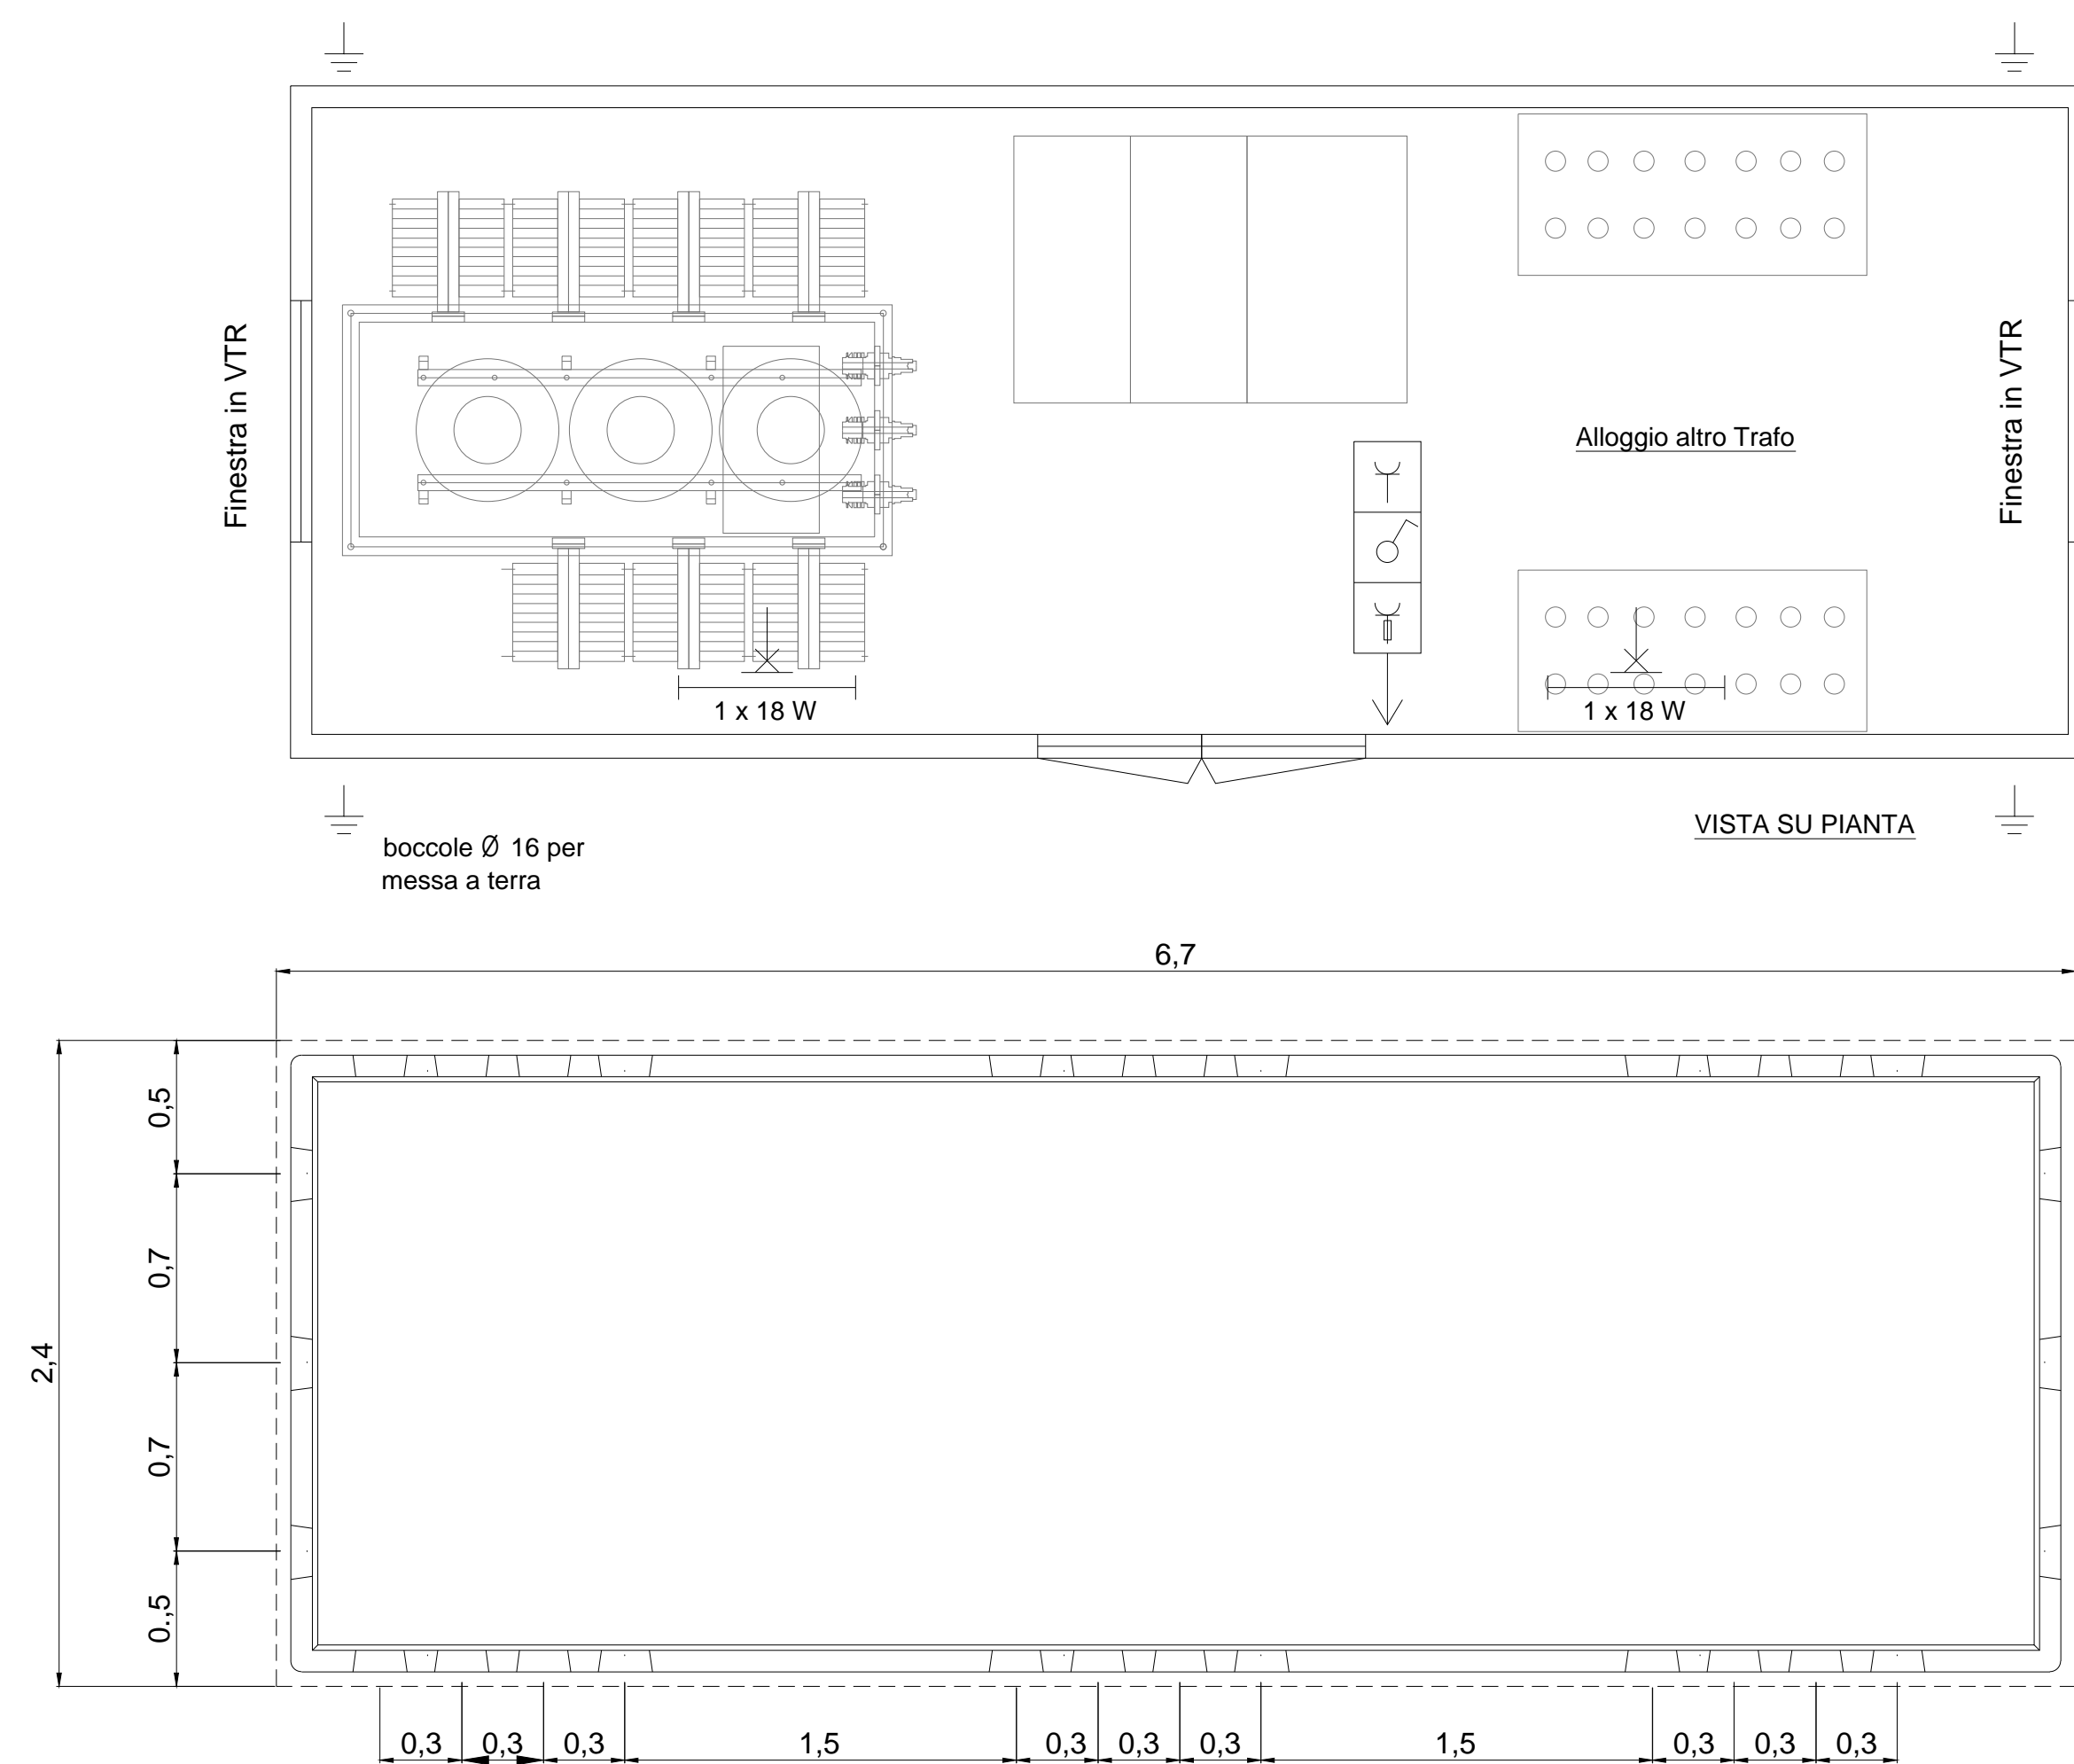 Finestra in VTR
Finestra in VTR
Alloggio altro Trafo
1 x 18 W
1 x 18 W
VISTA SU PIANTA
boccole Ø 16 per
messa a terra
6,7
0,5
0,7
2,4
0,7
0.,5
0,3
0,3
0,3
1,5
0,3
0,3
0,3
1,5
0,3
0,3
0,3